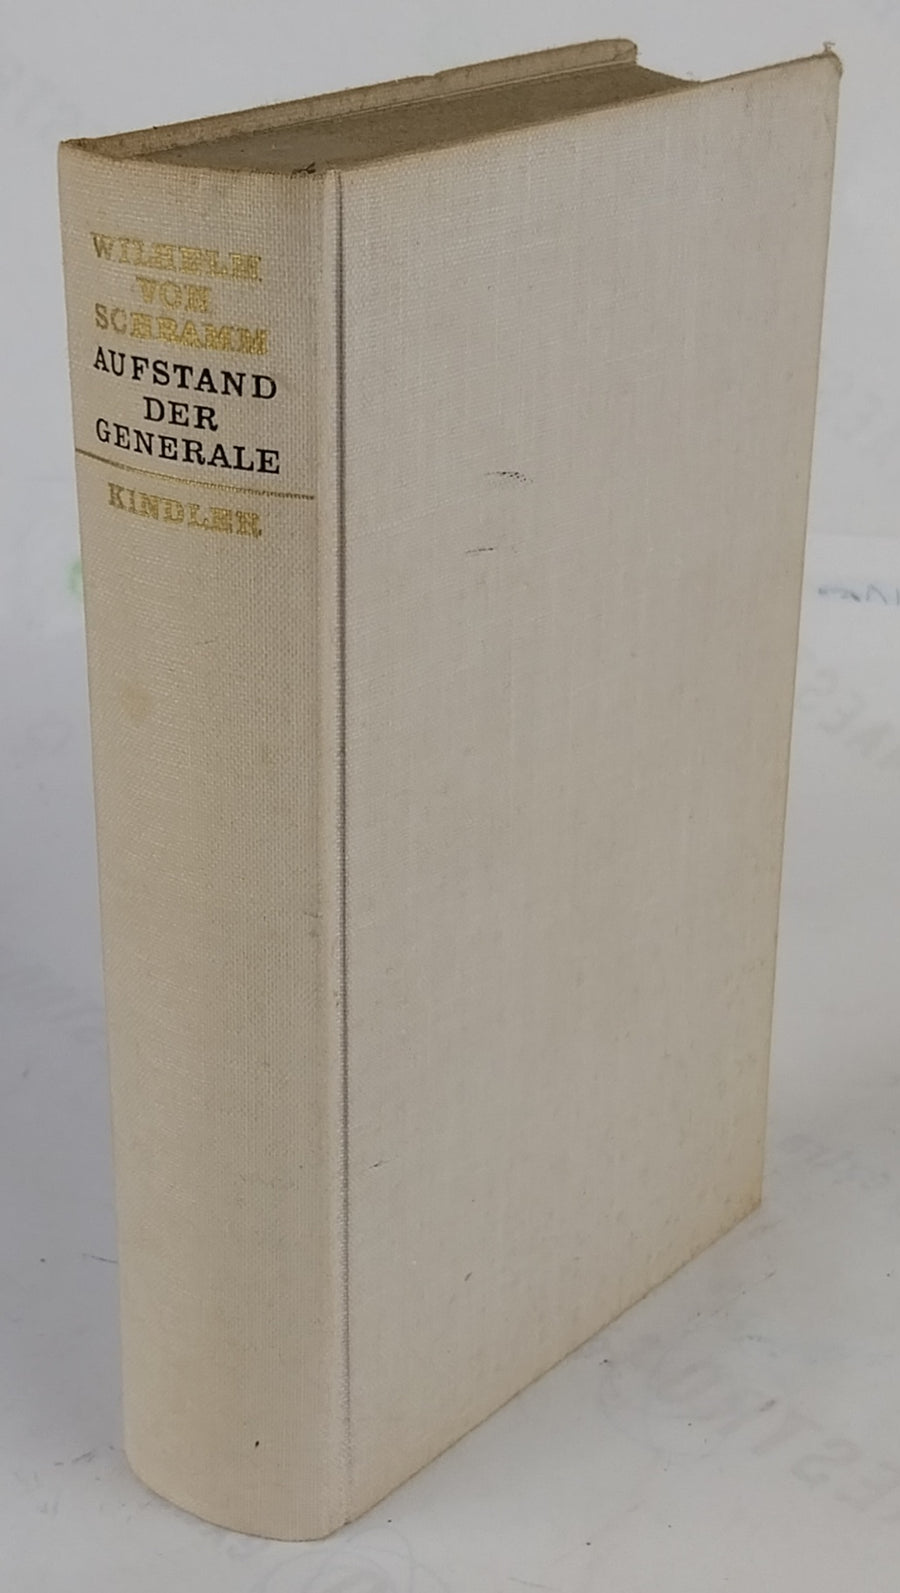 WILHELM
VON
SCHRAMM
AUFSTAND
DER
GENERALE
KINDLER